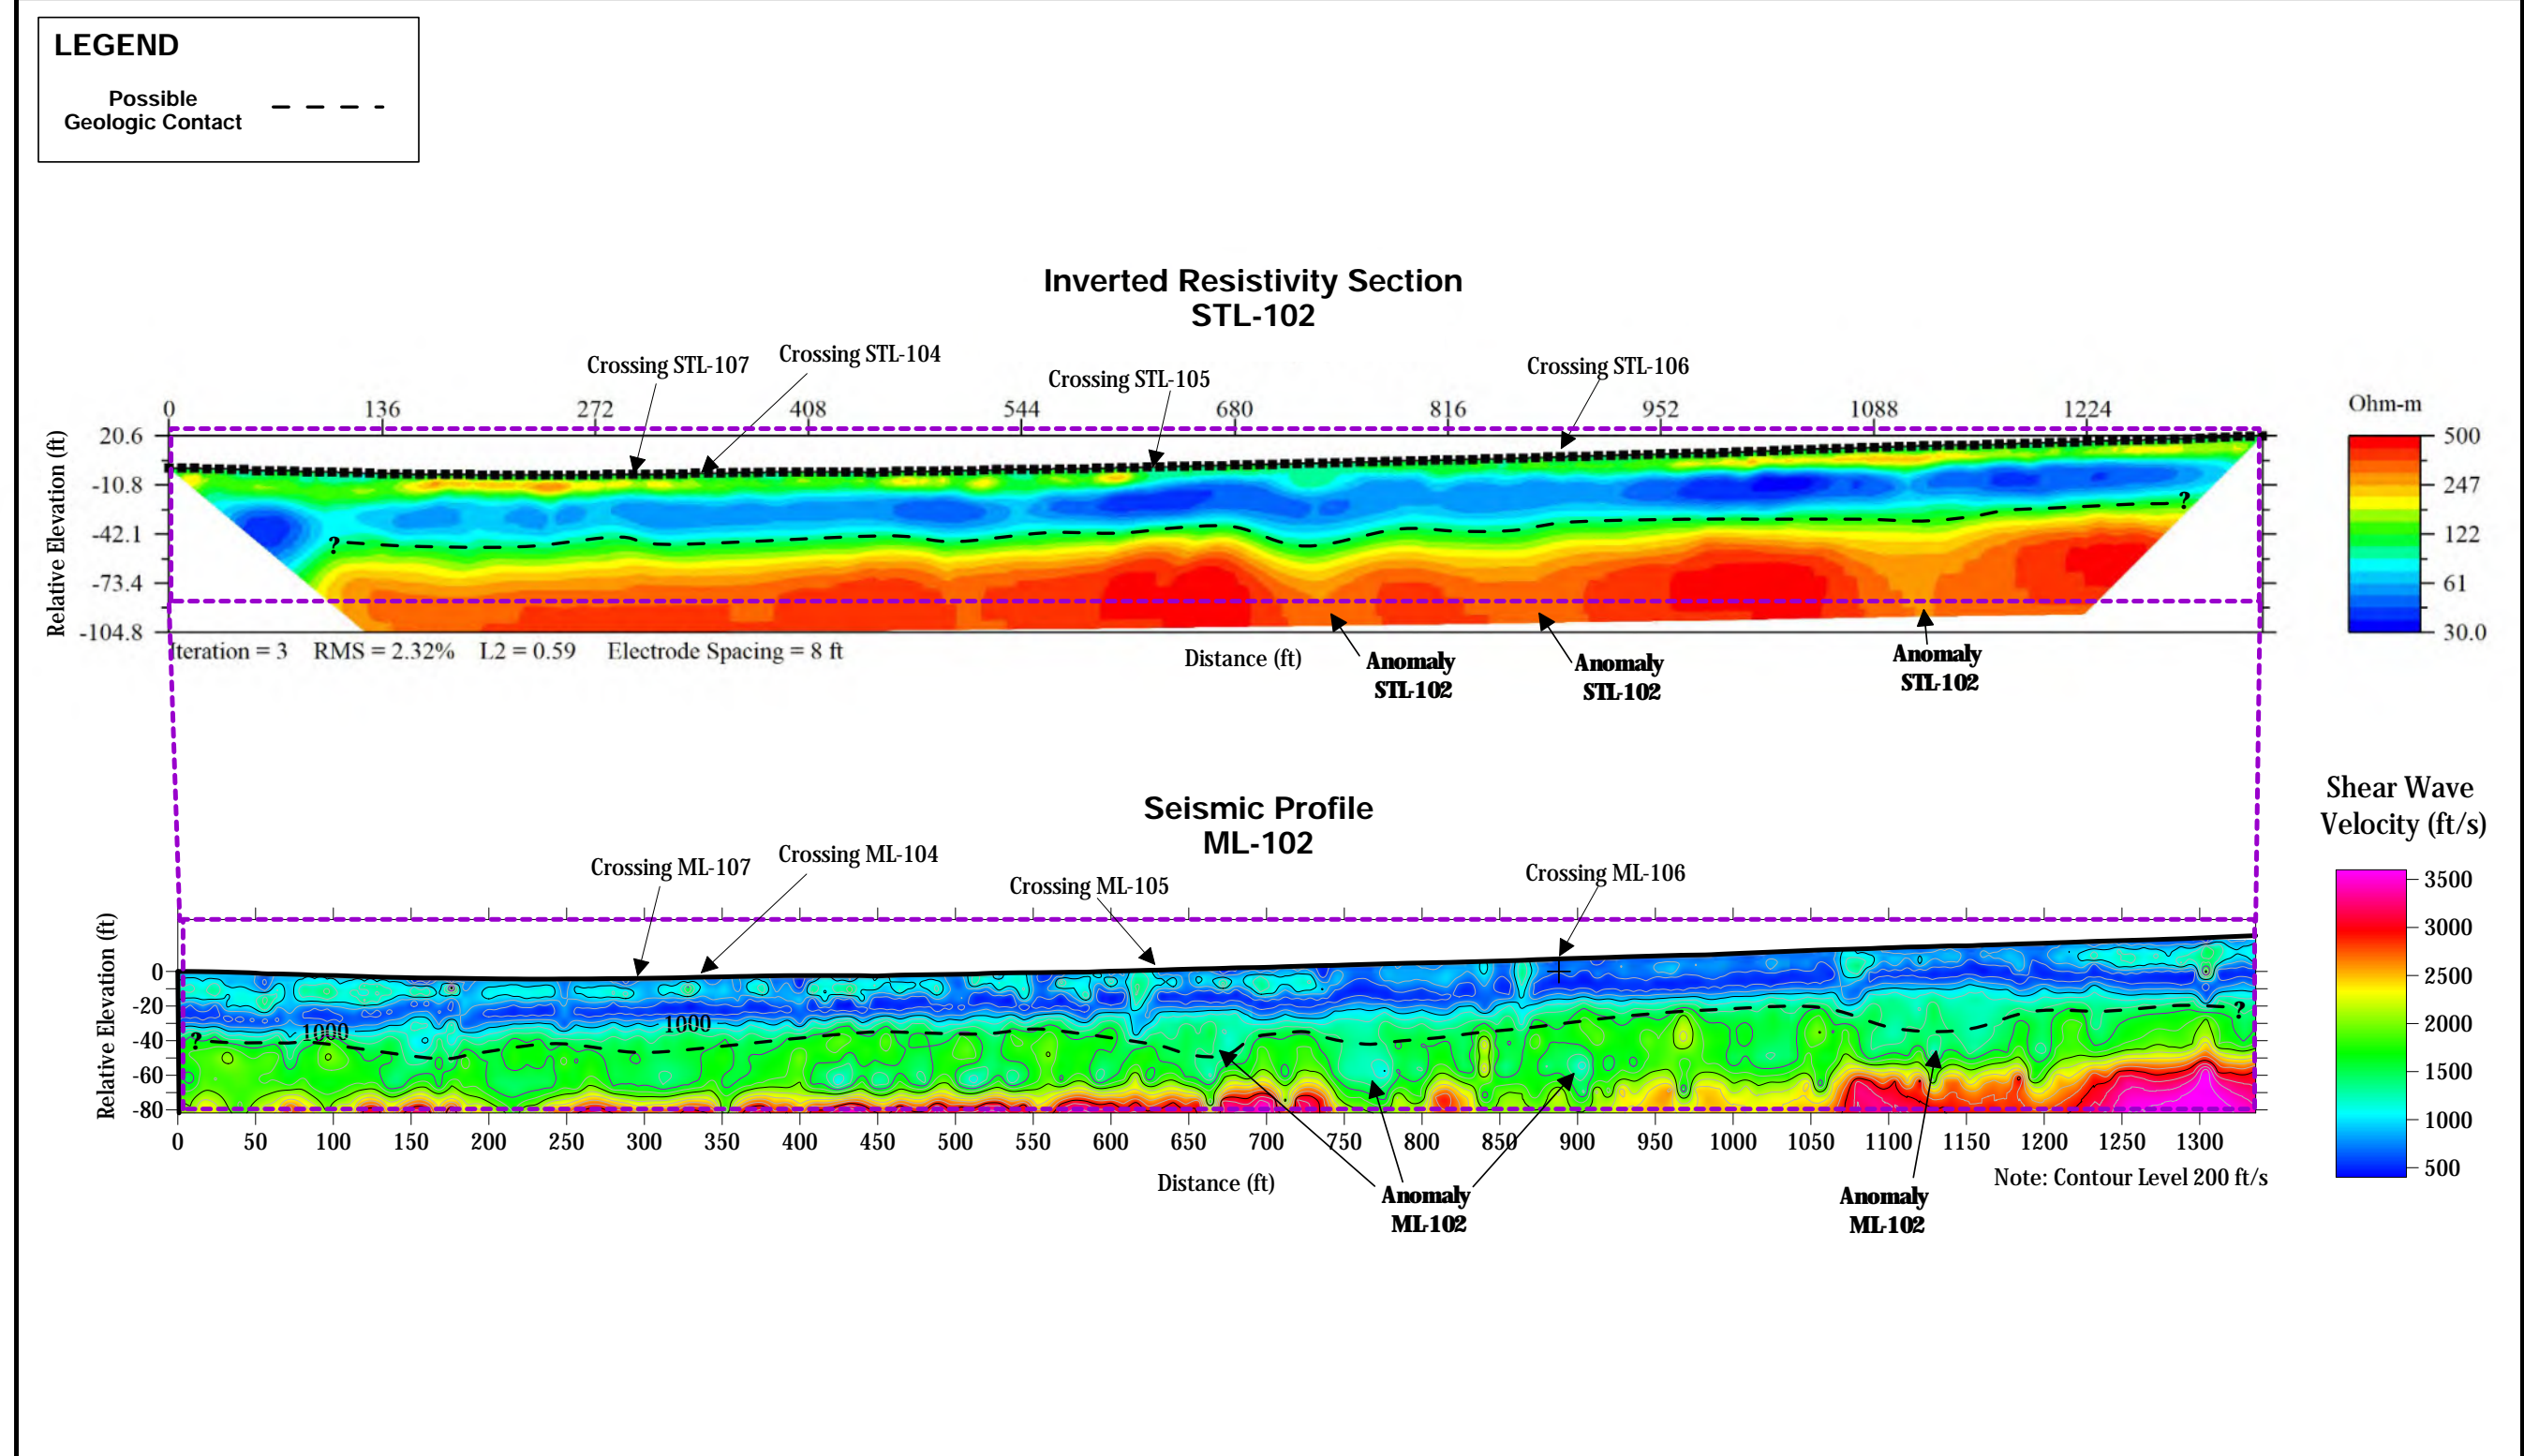 LEGEND
Possible
Geologic Contact
Inverted Resistivity Section
STL-102
Crossing STL-107
Crossing STL-104
Crossing STL-105
Crossing STL-106
0 136 272 408 544 680 816 952 1088 1224
Relative Elevation (ft)
20.6
-10.8
-42.1
-73.4
-104.8
?
?
Ohm-m
500
247
122
61
30.0
Iteration = 3 RMS = 2.32% L2 = 0.59 Electrode Spacing = 8 ft
Distance (ft)
Anomaly
STL-102
Anomaly
STL-102
Anomaly
STL-102
Seismic Profile
ML-102
Crossing ML-107
Crossing ML-104
Crossing ML-105
Crossing ML-106
Shear Wave
Velocity (ft/s)
3500
3000
2500
2000
1500
1000
500
Relative Elevation (ft)
0
-20
-40
-60
-80
?
1000
1000
?
0 50 100 150 200 250 300 350 400 450 500 550 600 650 700 750 800 850 900 950 1000 1050 1100 1150 1200 1250 1300
Distance (ft)
Anomaly
ML-102
Anomaly
ML-102
Note: Contour Level 200 ft/s